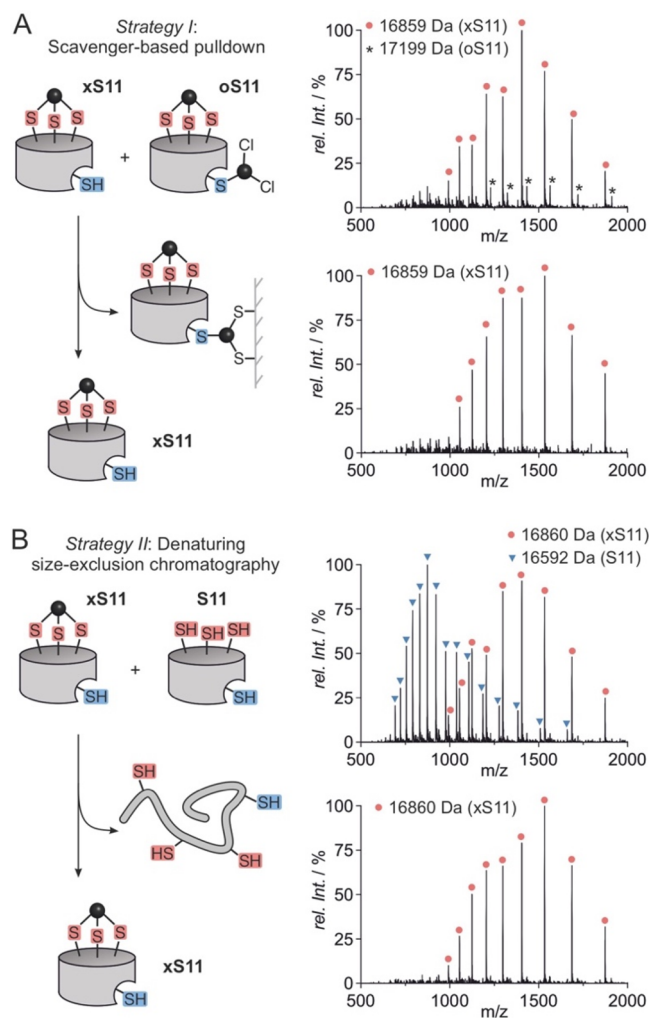 A
Strategy I:
Scavenger-based pulldown
xS11
oS11
S S S
S S S
Cl
Cl
SH
+
S
S S S
S
S
S
S S S
xS11
SH
rel. Int. / %
100
75
50
25
0
16859 Da (xS11)
* 17199 Da (oS11)
* * * * * *
500 1000 1500 2000
m/z
rel. Int. / %
100
75
50
25
0
16859 Da (xS11)
500 1000 1500 2000
m/z
B
Strategy II: Denaturing
size-exclusion chromatography
xS11
S11
S S S
SH SH SH
+
SH
SH
SH
SH
HS
SH
S S S
xS11
SH
16860 Da (xS11)
16592 Da (S11)
rel. Int. / %
100
75
50
25
0
500 1000 1500 2000
m/z
rel. Int. / %
100
75
50
25
0
16860 Da (xS11)
500 1000 1500 2000
m/z